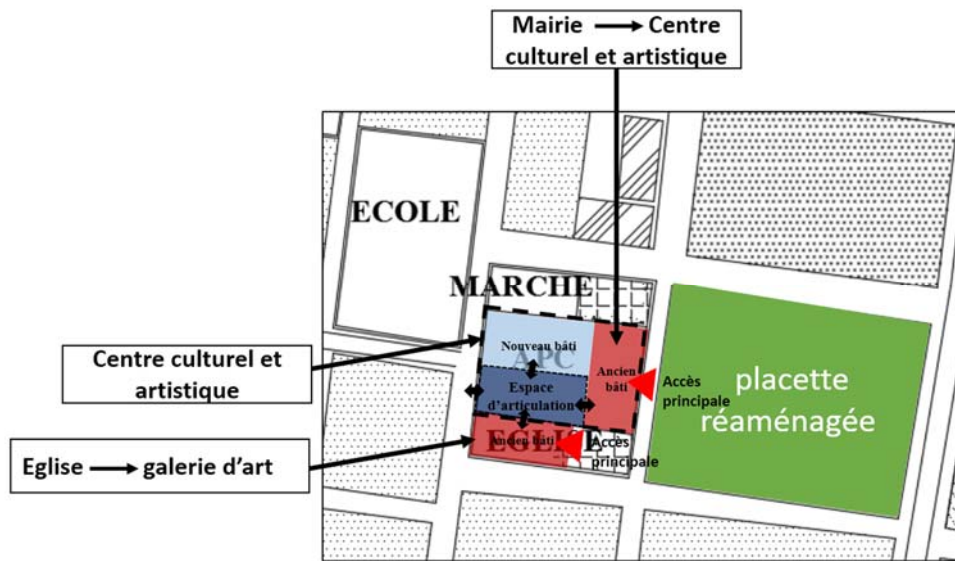 Mairie → Centre
culturel et artistique
ECOLE
MARCHE
Nouveau bâti
APC
Centre culturel et
artistique
Ancien
bâti
Accès
principale
Espace
d'articulation
placette
réaménagée
EGLISE
Ancien bâti
Accès
principale
Eglise → galerie d'art